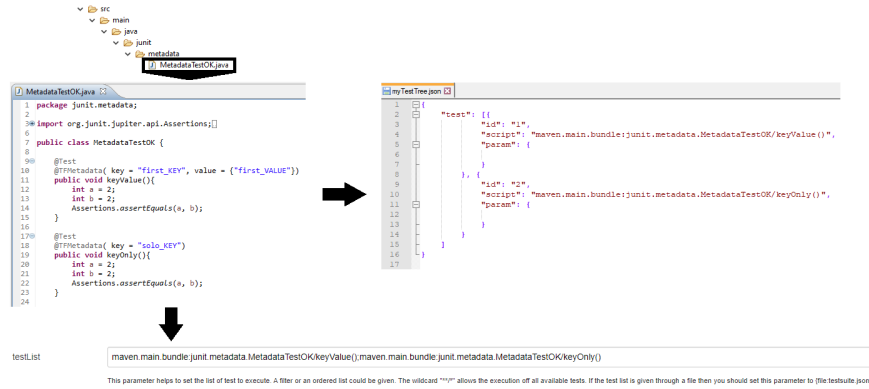 src
main
java
junit
metadata
MetadataTestOK.java
MetadataTestOK.java
1 package junit.metadata;
2
3 import org.junit.jupiter.api.Assertions;
6
7 public class MetadataTestOK {
8
9 @Test
10 @TFMetadata( key = "first_KEY", value = {"first_VALUE"})
11 public void keyValue(){
12 int a = 2;
13 int b = 2;
14 Assertions.assertEquals(a, b);
15 }
16
17 @Test
18 @TFMetadata( key = "solo_KEY")
19 public void keyOnly(){
20 int a = 2;
21 int b = 2;
22 Assertions.assertEquals(a, b);
23 }
24
myTestTree.json
1 {
2 "test": [{
3 "id": "1",
4 "script": "maven.main.bundle:junit.metadata.MetadataTestOK/keyValue()",
5 "param": {
6
7 }
8 }, {
9 "id": "2",
10 "script": "maven.main.bundle:junit.metadata.MetadataTestOK/keyOnly()",
11 "param": {
12
13 }
14 }
15 ]
16 }
17
testList
maven.main.bundle:junit.metadata.MetadataTestOK/keyValue();maven.main.bundle:junit.metadata.MetadataTestOK/keyOnly()
This parameter helps to set the list of test to execute. A filter or an ordered list could be given. The wildcard "**/*" allows the execution off all available tests. If the test list is given through a file then you should set this parameter to {file:testsuite.json